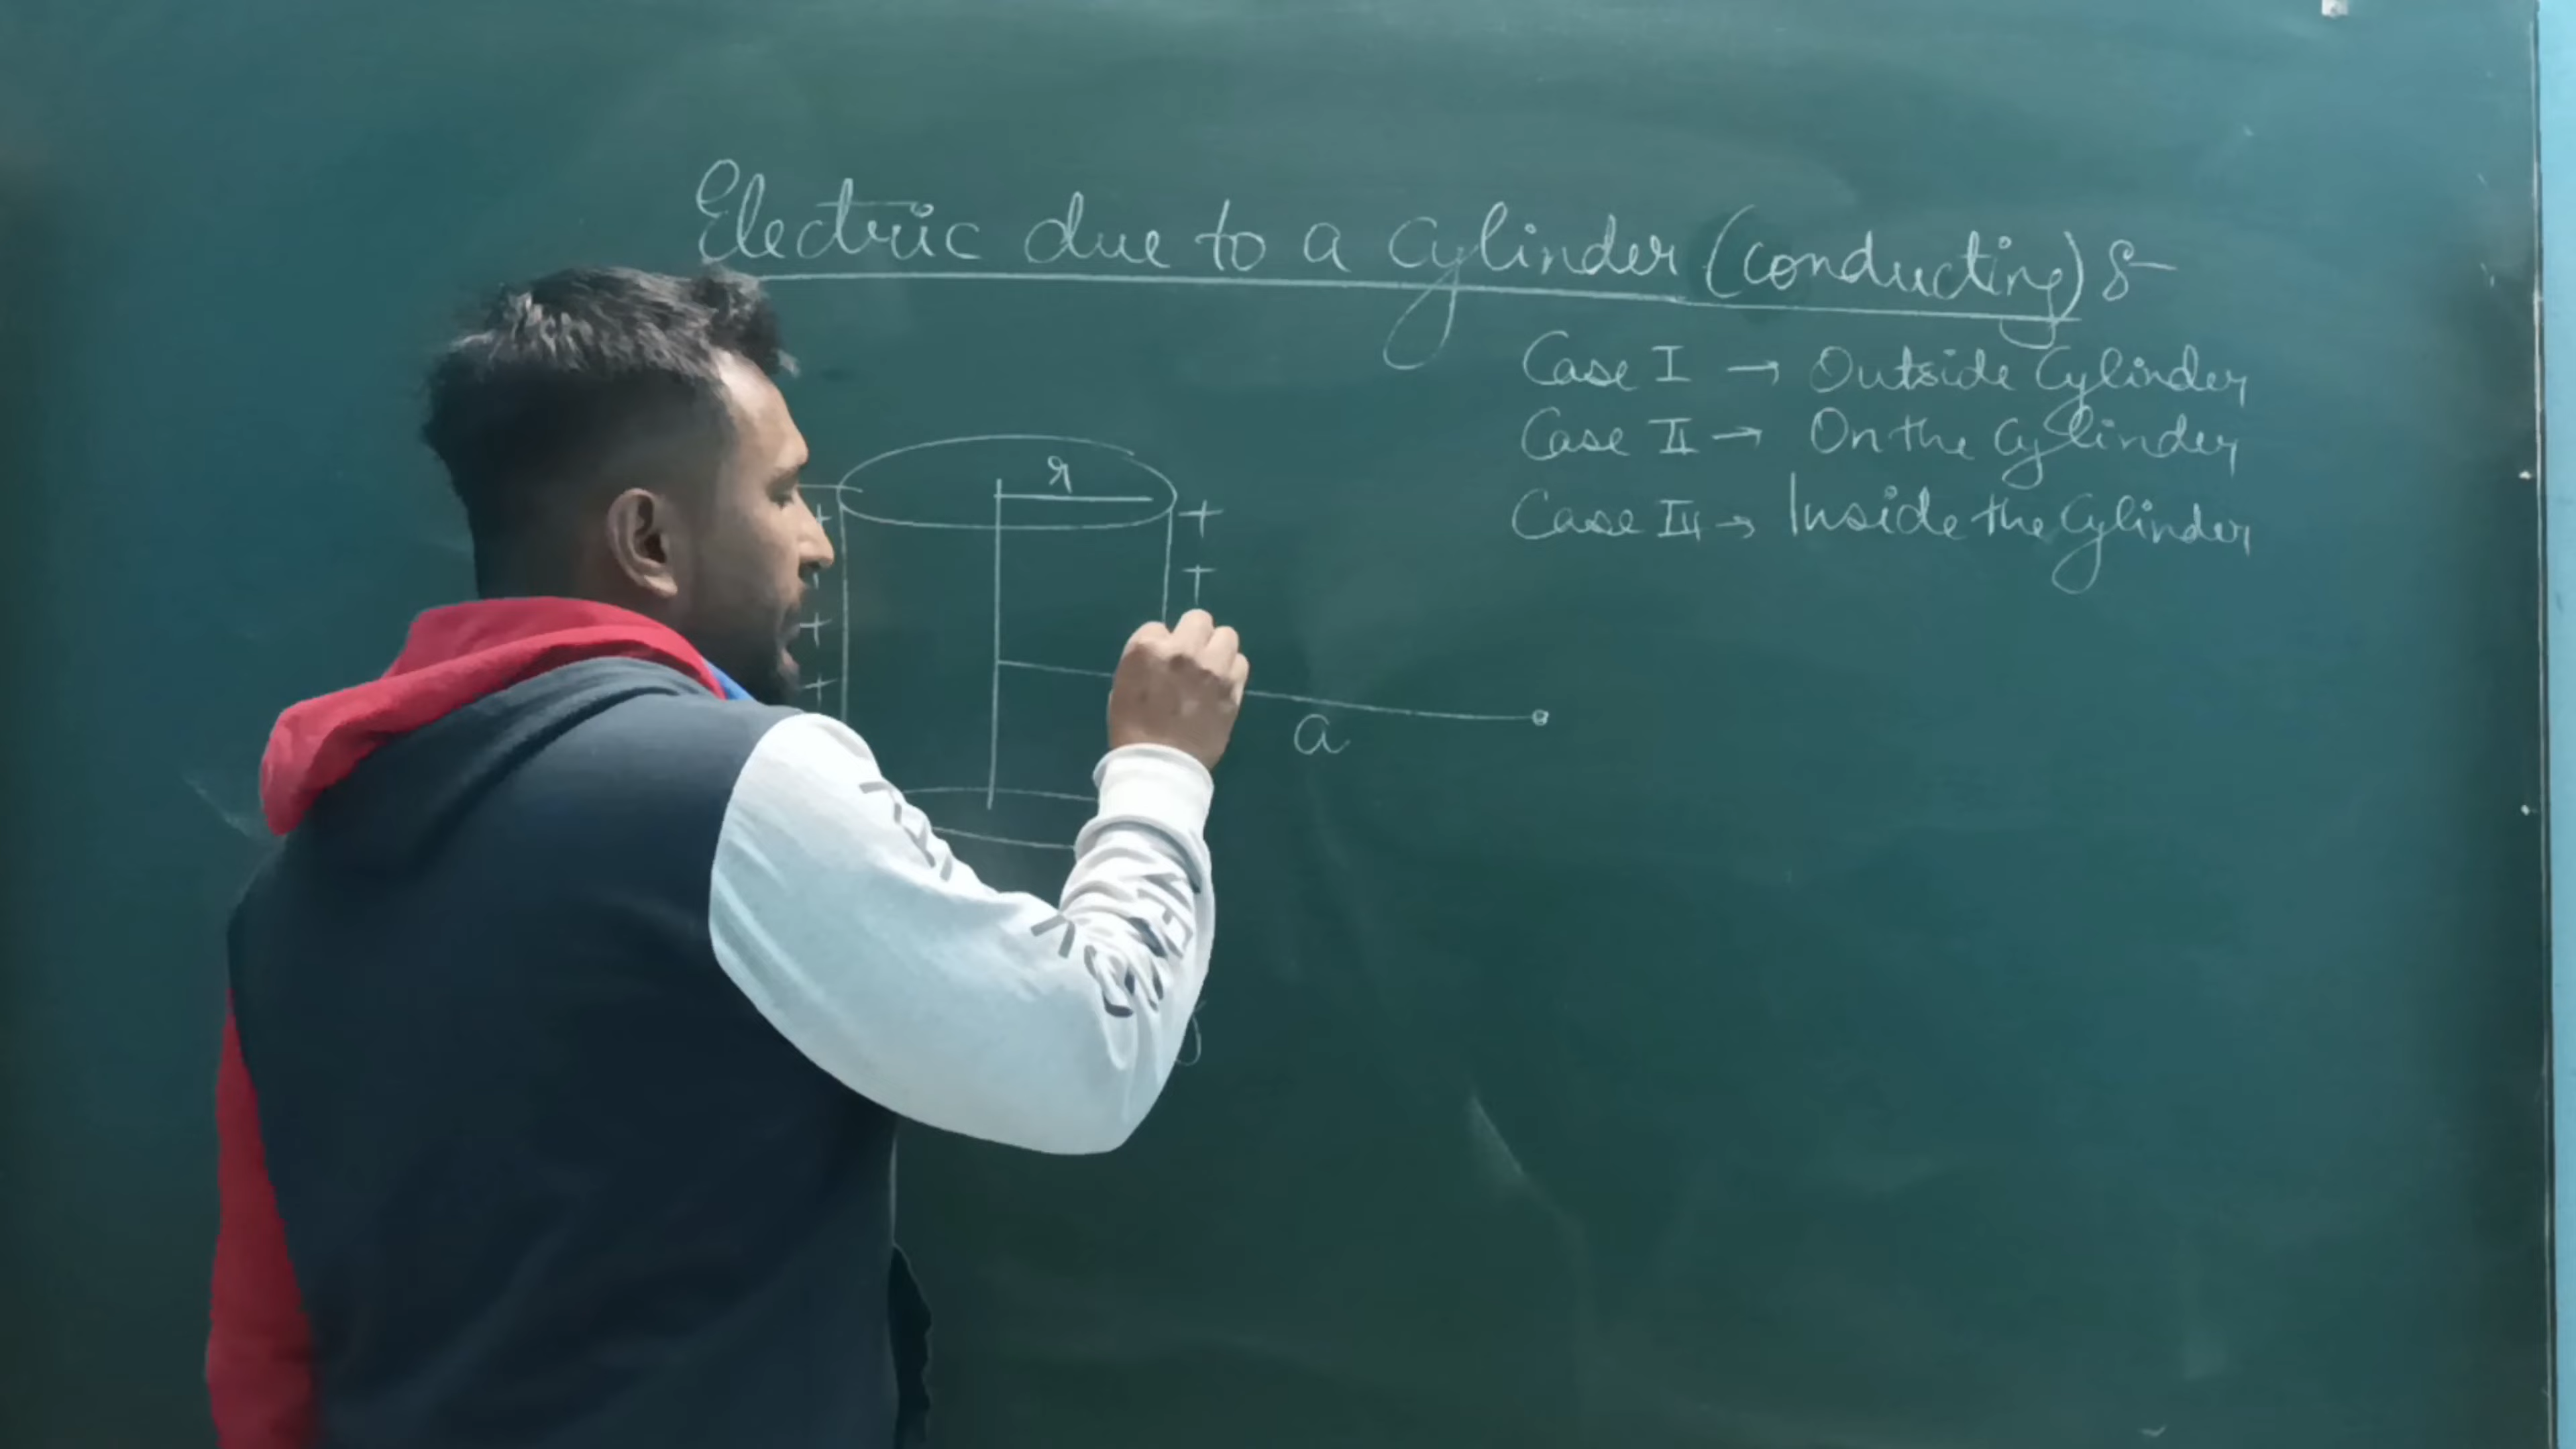 Electric due to a cylinder (conducting) :-
Case I → Outside Cylinder
Case II → On the Cylinder
Case III → Inside the Cylinder
r
+ +
+ +
+
+
a